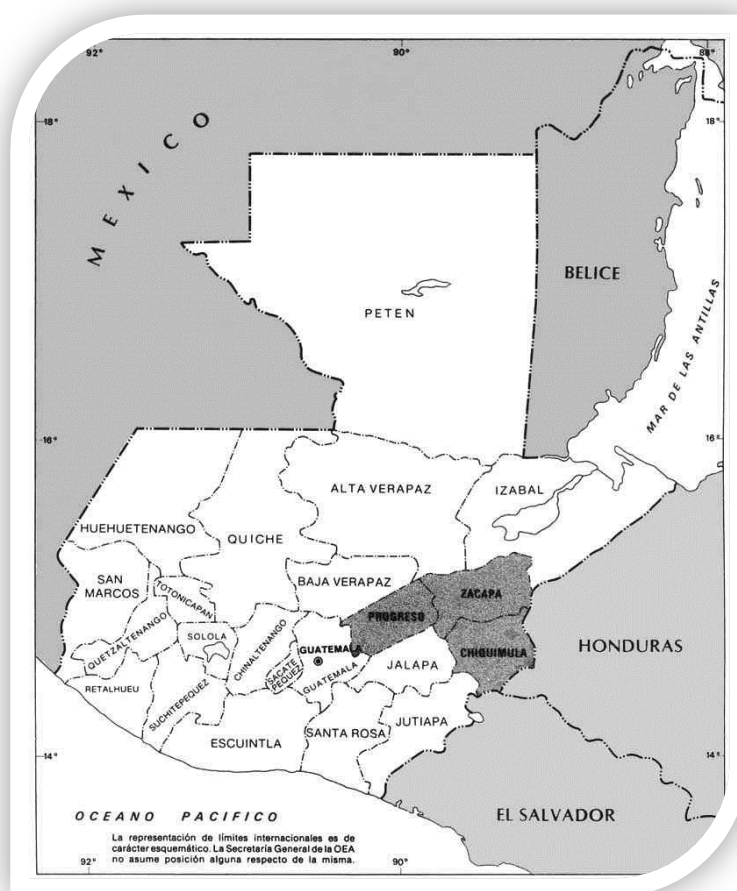 92°
90°
88°
18°
18°
MEXICO
BELICE
PETEN
MAR DE LAS ANTILLAS
16°
16°
ALTA VERAPAZ
IZABAL
HUEHUETENANGO
QUICHE
SAN
MARCOS
TOTONICAPAN
BAJA VERAPAZ
ZACAPA
PROGRESO
QUETZALTENANGO
SOLOLA
CHINALTENANGO
GUATEMALA
CHIQUIMULA
HONDURAS
SACATE
PEQUEZ
GUATEMALA
JALAPA
RETALHUEU
SUCHITEPEQUEZ
JUTIAPA
SANTA ROSA
ESCUINTLA
14°
14°
OCEANO PACIFICO
EL SALVADOR
La representación de límites internacionales es de
carácter esquemático. La Secretaría General de la OEA
no asume posición alguna respecto de la misma.
92°
90°